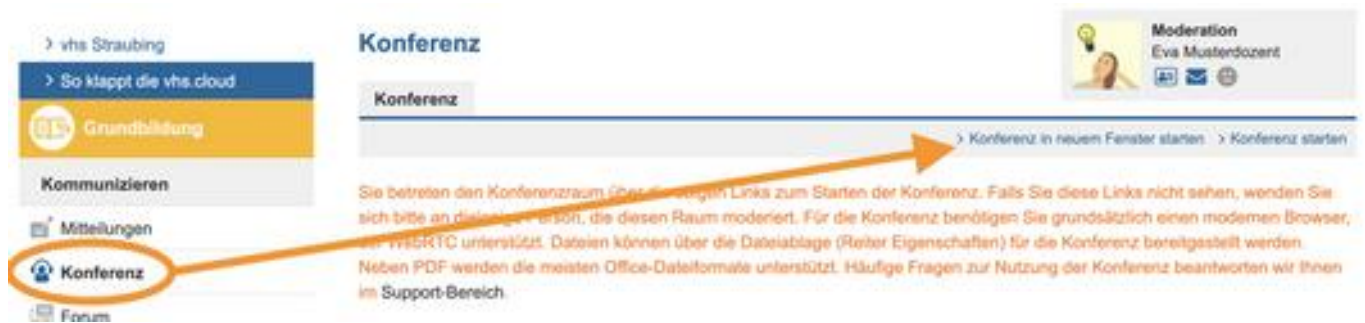 > vhs Straubing
> So klappt die vhs.cloud
Grundbildung
Kommunizieren
Mitteilungen
Konferenz
Forum
Konferenz
Moderation
Eva Musterdozent
Konferenz
> Konferenz in neuem Fenster starten > Konferenz starten
Sie betreten den Konferenzraum über die Links zum Starten der Konferenz. Falls Sie diese Links nicht sehen, wenden Sie
sich bitte an diejenige Person, die diesen Raum moderiert. Für die Konferenz benötigen Sie grundsätzlich einen modernen Browser,
WebRTC unterstützt. Dateien können über die Dateiablage (Reiter Eigenschaften) für die Konferenz bereitgestellt werden.
Neben PDF werden die meisten Office-Dateiformate unterstützt. Häufige Fragen zur Nutzung der Konferenz beantworten wir Ihnen
im Support-Bereich.